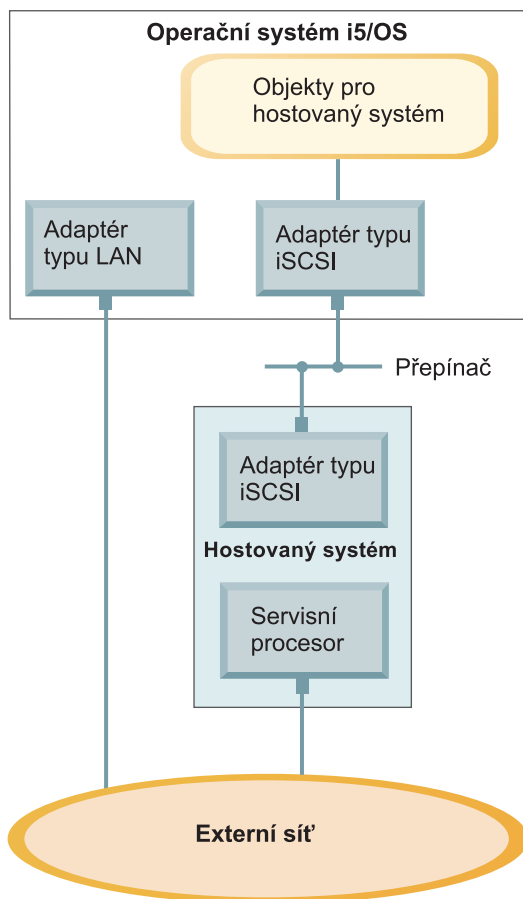 Operační systém i5/OS
Objekty pro
hostovaný systém
Adaptér
typu LAN
Adaptér typu
iSCSI
Přepínač
Adaptér typu
iSCSI
Hostovaný systém
Servisní
procesor
Externí síť